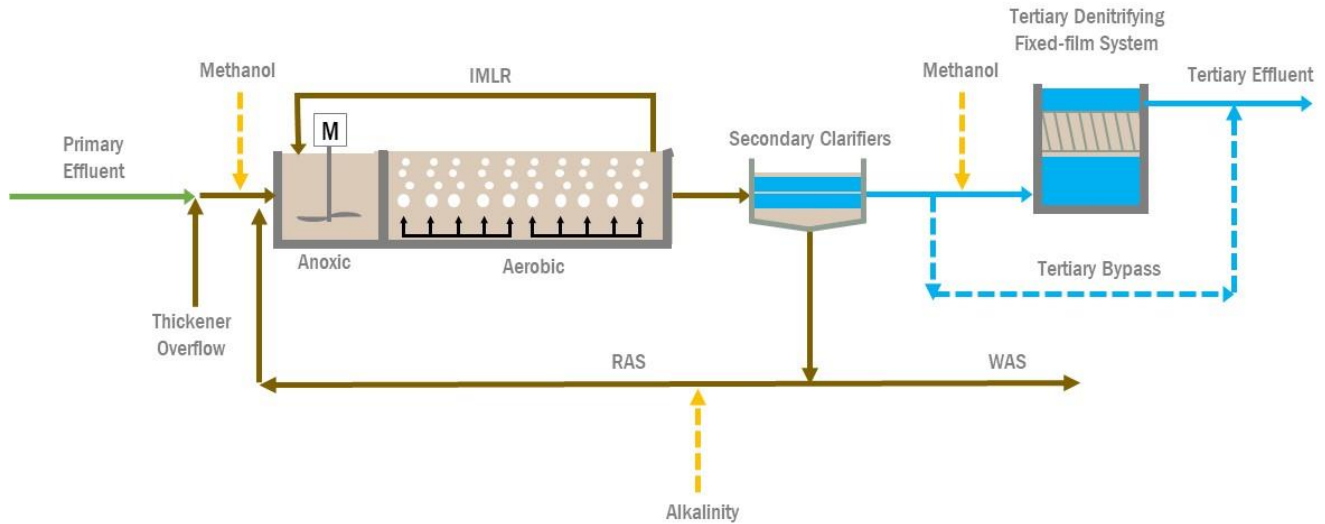 Tertiary Denitrifying
Fixed-film System
Methanol
IMLR
Methanol
Tertiary Effluent
M
Primary
Effluent
Secondary Clarifiers
Anoxic
Aerobic
Tertiary Bypass
Thickener
Overflow
RAS
WAS
Alkalinity